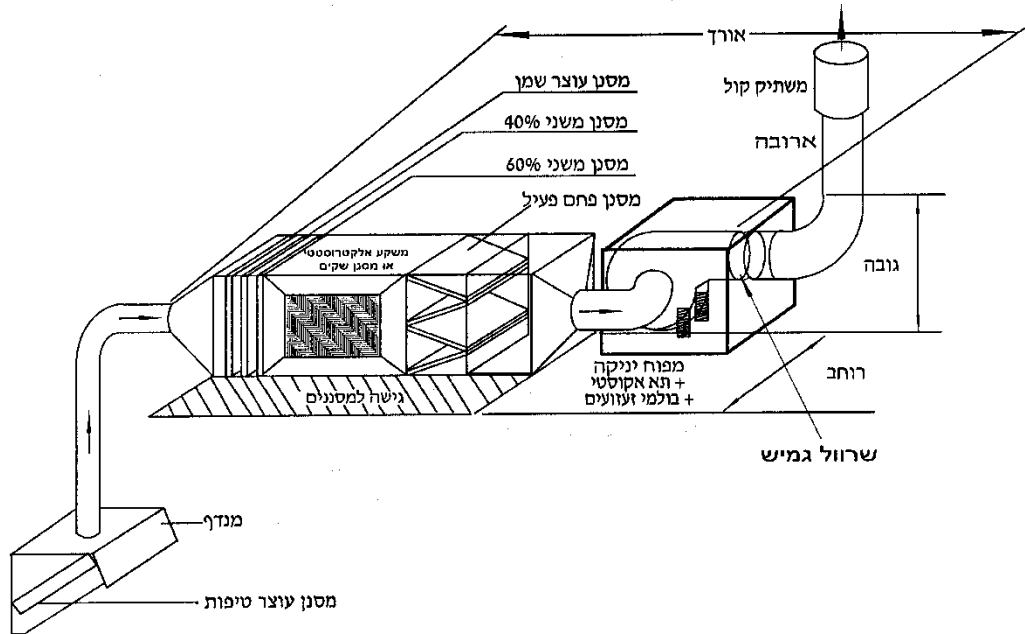 אורך
משתיק קול
מסנן עוצר שמן
מסנן משני 40%
ארובה
מסנן משני 60%
מסנן פחם פעיל
משקע אלקטרוסטטי
או מסנן שקים
גובה
מפוח יניקה
+ תא אקוסטי
+ בולמי זעזועים
רוחב
גישה למסננים
שרוול גמיש
מנדף
מסנן עוצר טיפות